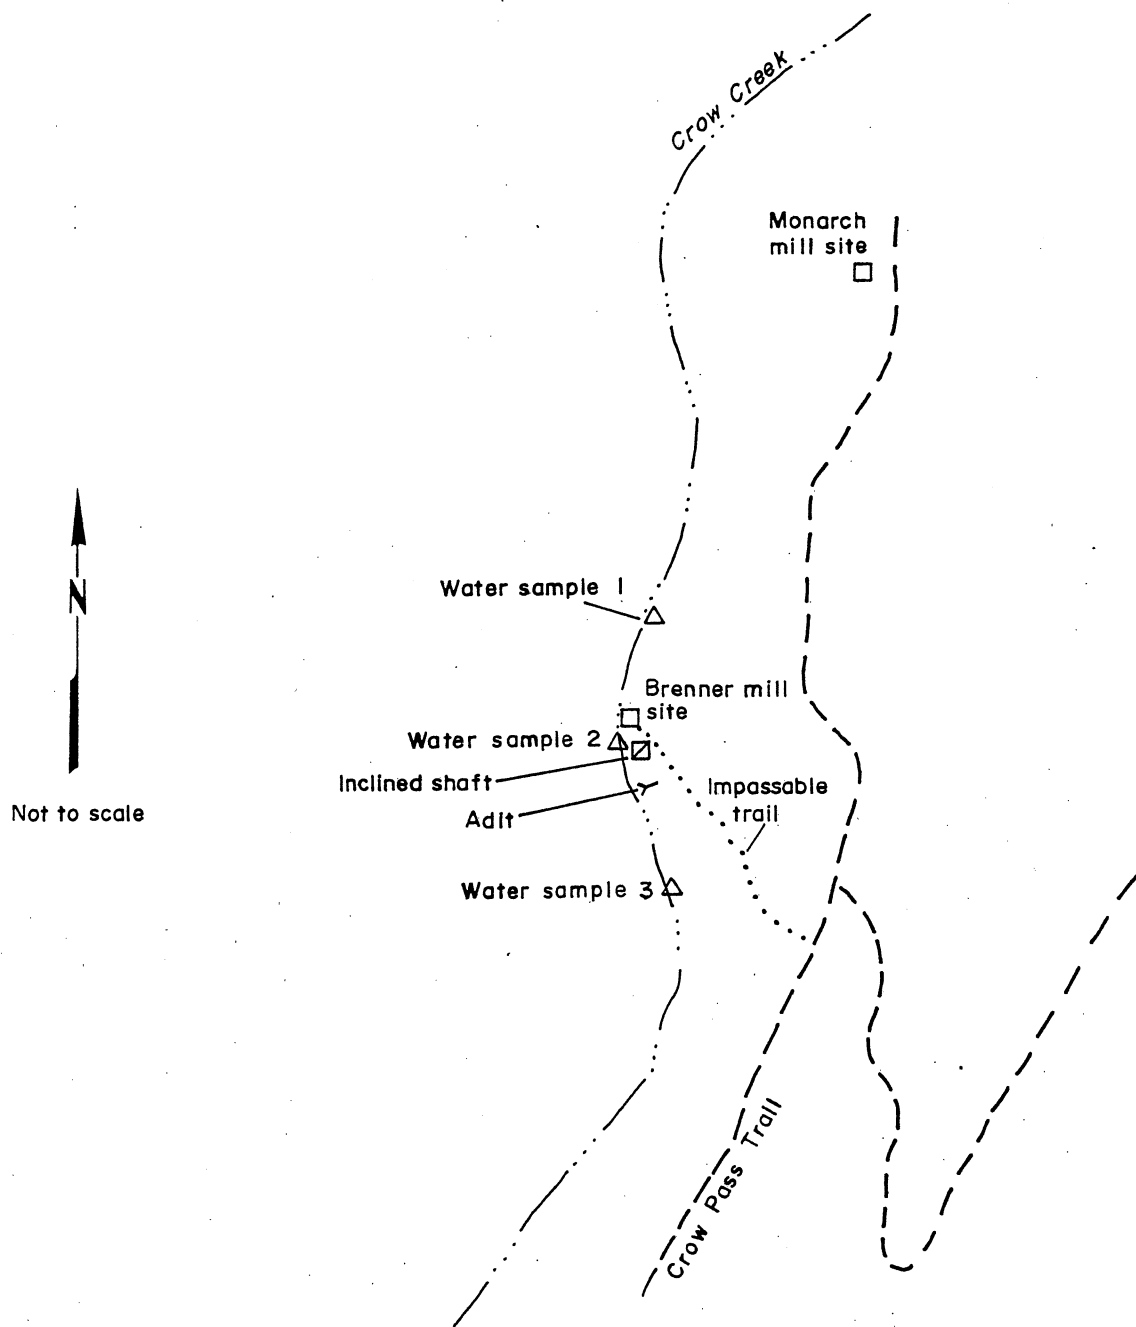 Crow Creek
Monarch
mill site
N
Water sample 1
Brenner mill
site
Water sample 2
Inclined shaft
Impassable
trail
Not to scale
Adit
Water sample 3
Crow Pass Trail